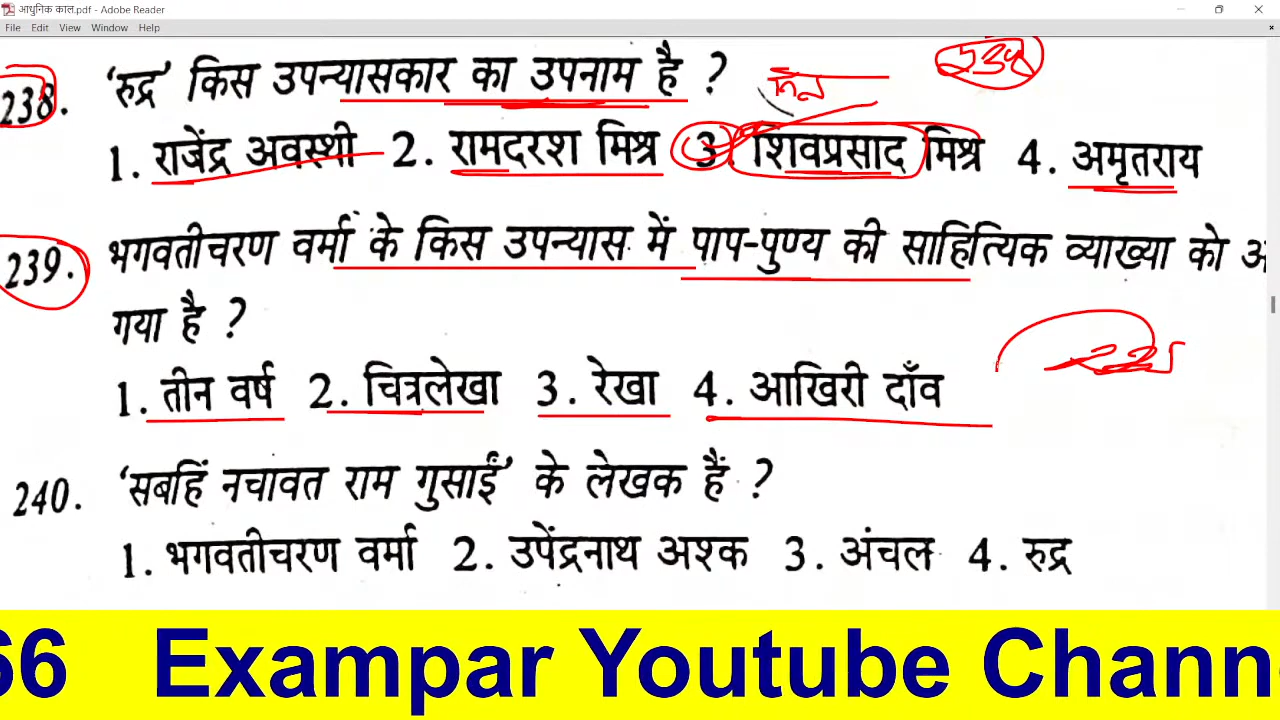 आधुनिक काल.pdf - Adobe Reader
File Edit View Window Help
238. 'रुद्र' किस उपन्यासकार का उपनाम है ?
1. राजेंद्र अवस्थी 2. रामदरश मिश्र 3. शिवप्रसाद मिश्र 4. अमृतराय
239. भगवतीचरण वर्मा के किस उपन्यास में पाप-पुण्य की साहित्यिक व्याख्या को
गया है ?
1. तीन वर्ष 2. चित्रलेखा 3. रेखा 4. आखिरी दाँव
240. 'सबहिं नचावत राम गुसाईं' के लेखक हैं ?
1. भगवतीचरण वर्मा 2. उपेंद्रनाथ अश्क 3. अंचल 4. रुद्र
66 Exampar Youtube Chann